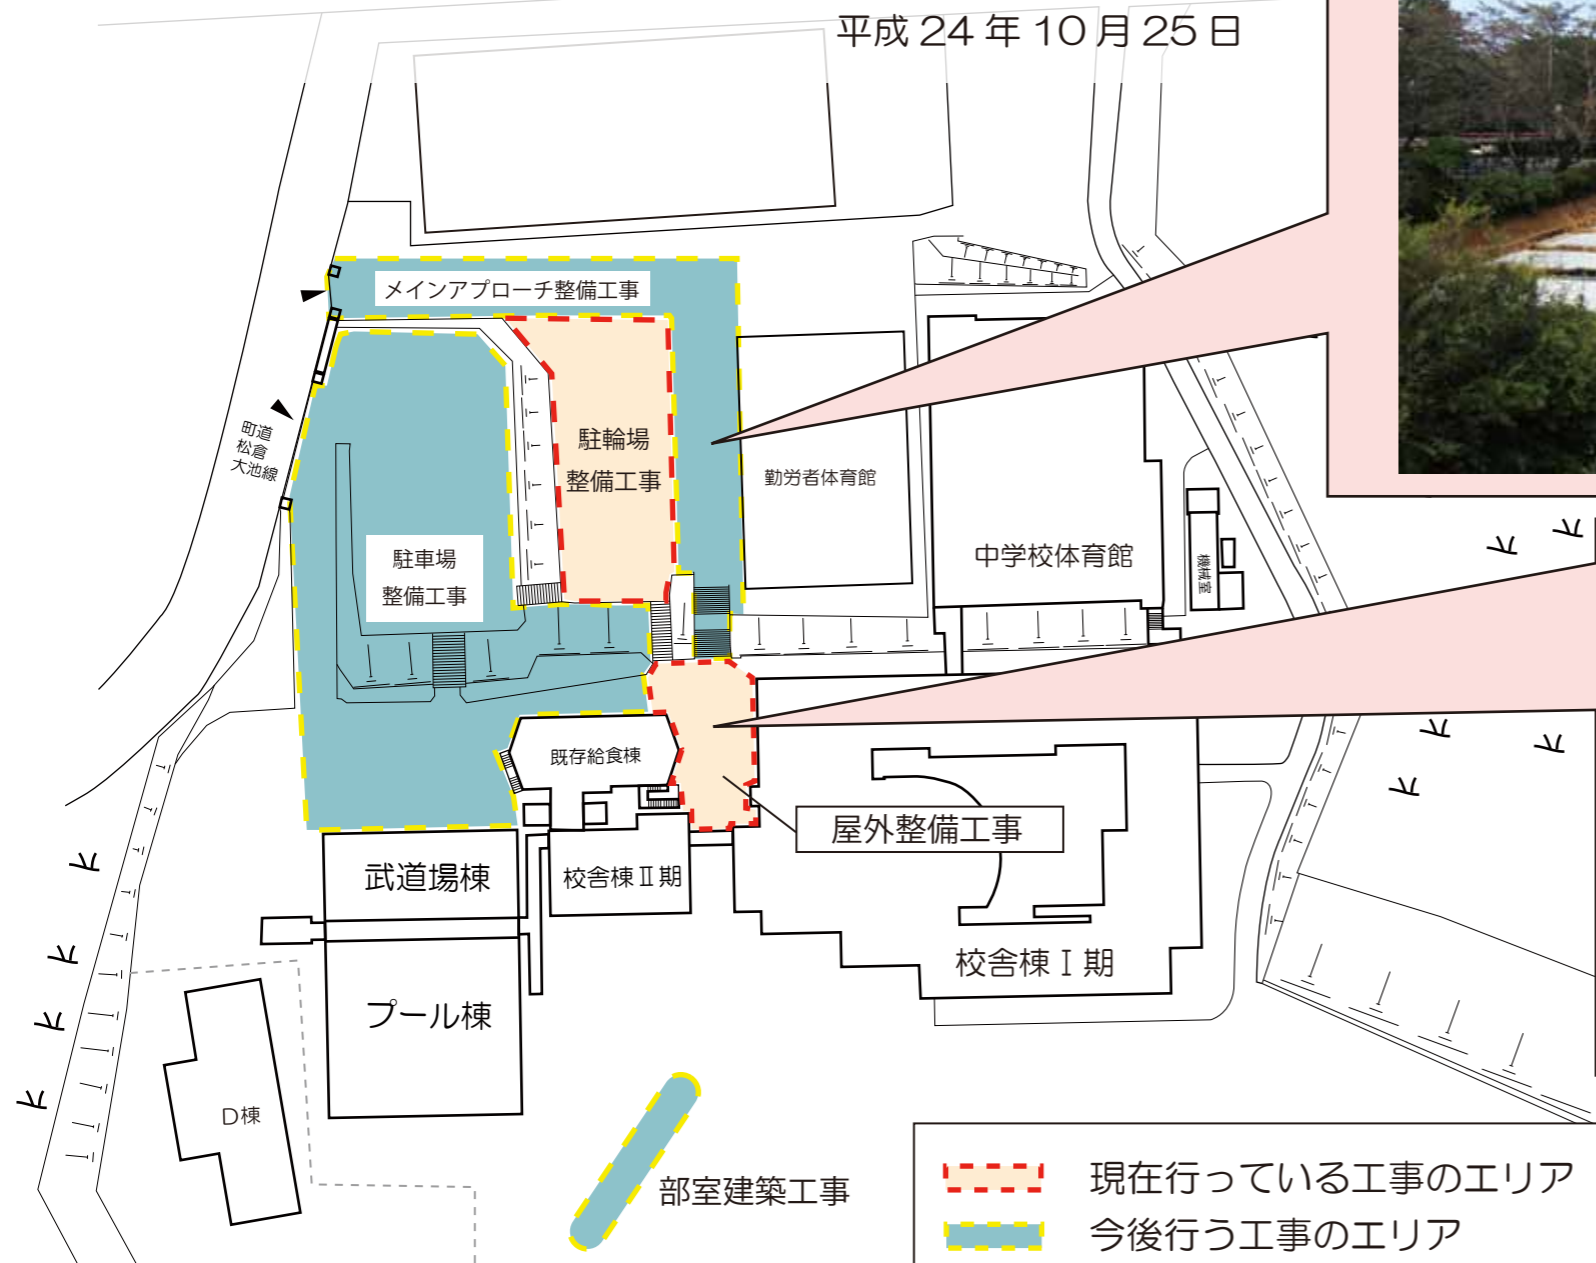 平成24年10月25日
メインアプローチ整備工事
町道
松倉
大池線
駐輪場
整備工事
勤労者体育館
中学校体育館
機械室
駐車場
整備工事
既存給食棟
屋外整備工事
武道場棟
校舎棟Ⅱ期
校舎棟Ⅰ期
プール棟
D棟
部室建築工事
現在行っている工事のエリア
今後行う工事のエリア